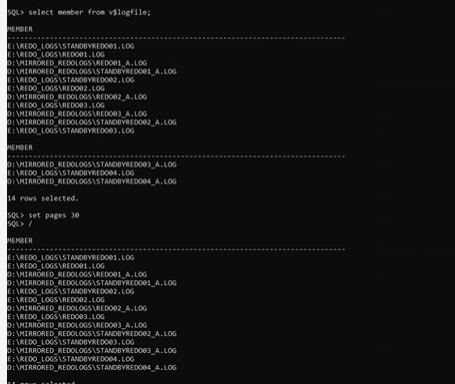 SQL> select member from v$logfile;
MEMBER
--------------------------------------------------------------------------------
E:\REDO_LOGS\STANDBYREDO01.LOG
E:\REDO_LOGS\REDO01.LOG
D:\MIRRORED_REDOLOGS\REDO01_A.LOG
D:\MIRRORED_REDOLOGS\STANDBYREDO01_A.LOG
E:\REDO_LOGS\STANDBYREDO02.LOG
E:\REDO_LOGS\REDO02.LOG
D:\MIRRORED_REDOLOGS\REDO02_A.LOG
E:\REDO_LOGS\REDO03.LOG
D:\MIRRORED_REDOLOGS\REDO03_A.LOG
D:\MIRRORED_REDOLOGS\STANDBYREDO02_A.LOG
E:\REDO_LOGS\STANDBYREDO03.LOG
MEMBER
--------------------------------------------------------------------------------
D:\MIRRORED_REDOLOGS\STANDBYREDO03_A.LOG
E:\REDO_LOGS\STANDBYREDO04.LOG
D:\MIRRORED_REDOLOGS\STANDBYREDO04_A.LOG
14 rows selected.
SQL> set pages 30
SQL> /
MEMBER
--------------------------------------------------------------------------------
E:\REDO_LOGS\STANDBYREDO01.LOG
E:\REDO_LOGS\REDO01.LOG
D:\MIRRORED_REDOLOGS\REDO01_A.LOG
D:\MIRRORED_REDOLOGS\STANDBYREDO01_A.LOG
E:\REDO_LOGS\STANDBYREDO02.LOG
E:\REDO_LOGS\REDO02.LOG
D:\MIRRORED_REDOLOGS\REDO02_A.LOG
E:\REDO_LOGS\REDO03.LOG
D:\MIRRORED_REDOLOGS\REDO03_A.LOG
D:\MIRRORED_REDOLOGS\STANDBYREDO02_A.LOG
E:\REDO_LOGS\STANDBYREDO03.LOG
D:\MIRRORED_REDOLOGS\STANDBYREDO03_A.LOG
E:\REDO_LOGS\STANDBYREDO04.LOG
D:\MIRRORED_REDOLOGS\STANDBYREDO04_A.LOG
14 rows selected.